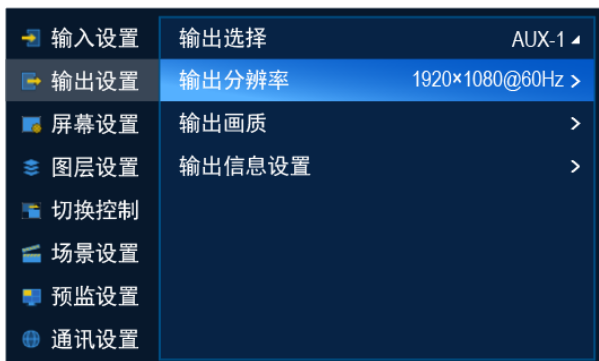 输入设置
输出设置
屏幕设置
图层设置
切换控制
场景设置
预监设置
通讯设置
输出选择 AUX-1
输出分辨率 1920×1080@60Hz >
输出画质 >
输出信息设置 >